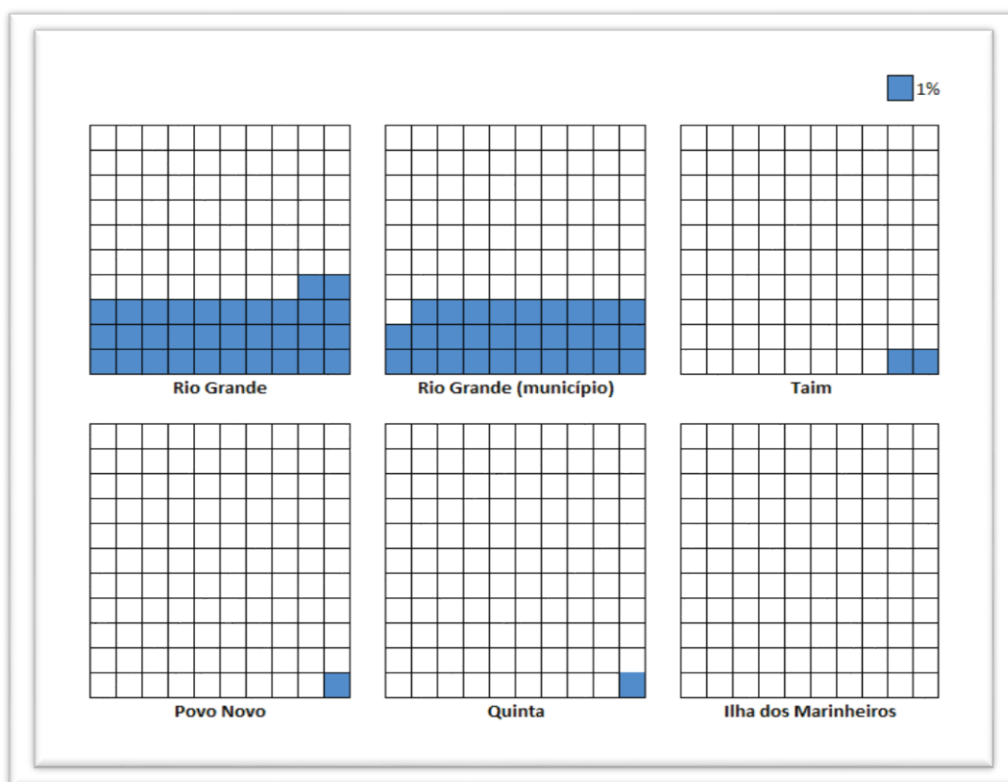 1%
Rio Grande
Rio Grande (município)
Taim
Povo Novo
Quinta
Ilha dos Marinheiros